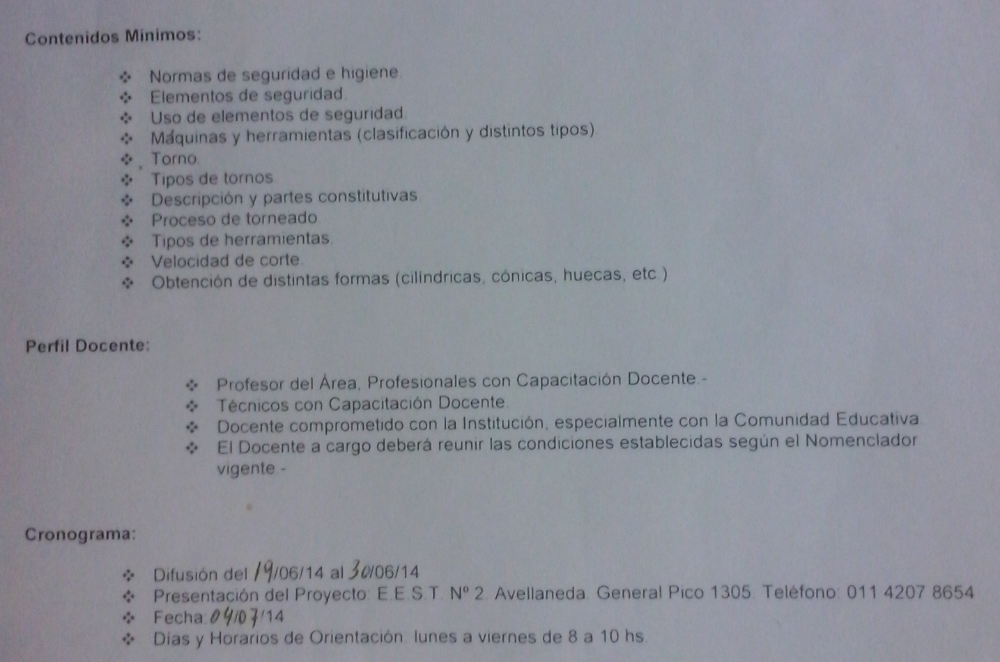 Contenidos Mínimos:
❖ Normas de seguridad e higiene.
❖ Elementos de seguridad.
❖ Uso de elementos de seguridad.
❖ Máquinas y herramientas (clasificación y distintos tipos)
❖ Torno
❖ Tipos de tornos
❖ Descripción y partes constitutivas
❖ Proceso de torneado
❖ Tipos de herramientas.
❖ Velocidad de corte.
❖ Obtención de distintas formas (cilíndricas, cónicas, huecas, etc.)
Perfil Docente:
❖ Profesor del Área, Profesionales con Capacitación Docente.-
❖ Técnicos con Capacitación Docente.
❖ Docente comprometido con la Institución, especialmente con la Comunidad Educativa.
❖ El Docente a cargo deberá reunir las condiciones establecidas según el Nomenclador
vigente.-
Cronograma:
❖ Difusión del 19/06/14 al 30/06/14
❖ Presentación del Proyecto: E.E.S.T. Nº 2. Avellaneda. General Pico 1305. Teléfono: 011 4207 8654
❖ Fecha: 04/07/14
❖ Días y Horarios de Orientación: lunes a viernes de 8 a 10 hs.